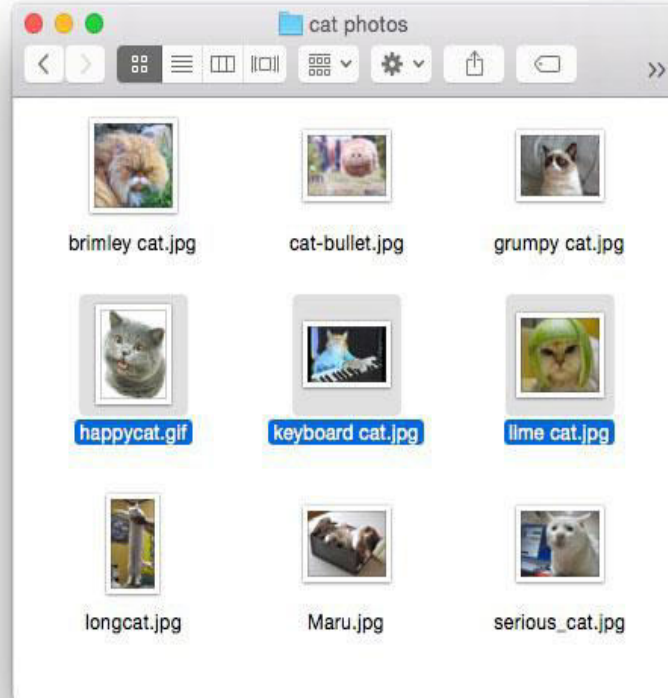 cat photos
brimley cat.jpg
cat-bullet.jpg
grumpy cat.jpg
happycat.gif
keyboard cat.jpg
lime cat.jpg
longcat.jpg
Maru.jpg
serious_cat.jpg